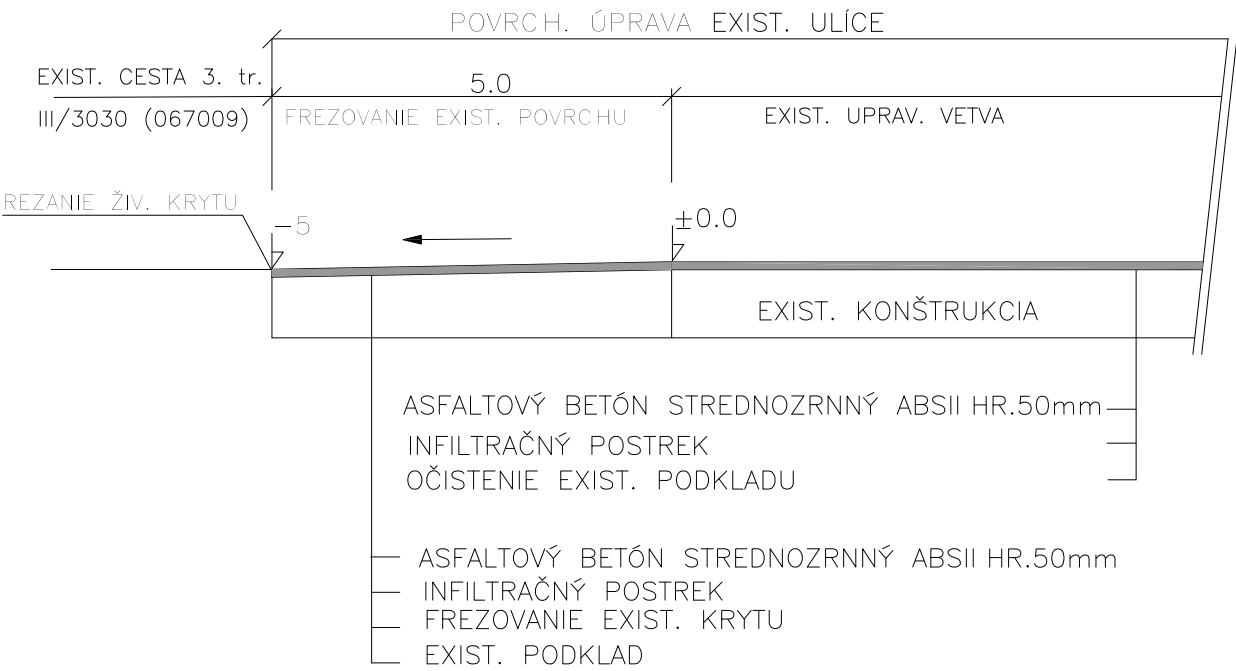 POVRCH. ÚPRAVA EXIST. ULÍCE
EXIST. CESTA 3. tr.
5.0
III/3030 (067009)
FREZOVANIE EXIST. POVRCHU
EXIST. UPRAV. VETVA
REZANIE ŽIV. KRYTU
-5
±0.0
EXIST. KONŠTRUKCIA
ASFALTOVÝ BETÓN STREDNOZRNNÝ ABSII HR.50mm
INFILTRAČNÝ POSTREK
OČISTENIE EXIST. PODKLADU
ASFALTOVÝ BETÓN STREDNOZRNNÝ ABSII HR.50mm
INFILTRAČNÝ POSTREK
FREZOVANIE EXIST. KRYTU
EXIST. PODKLAD